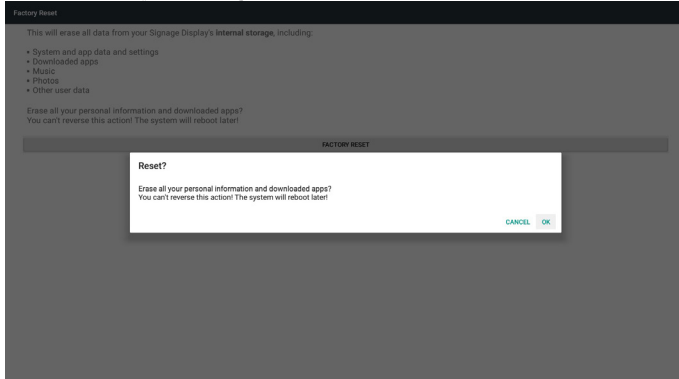 Factory Reset
This will erase all data from your Signage Display's internal storage, including:
• System and app data and settings
• Downloaded apps
• Music
• Photos
• Other user data
Erase all your personal information and downloaded apps?
You can't reverse this action! The system will reboot later!
FACTORY RESET
Reset?
Erase all your personal information and downloaded apps?
You can't reverse this action! The system will reboot later!
CANCEL OK